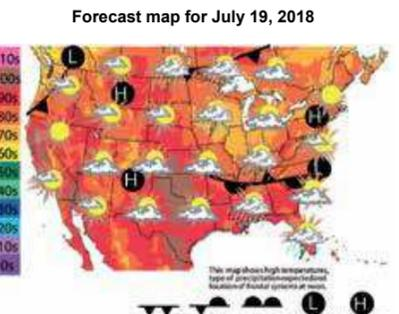 Forecast map for July 19, 2018
10s
00s
90s
80s
70s
60s
50s
40s
30s
20s
10s
0s
L
H
H
H
L
This map shows high temperatures,
type of precipitation expected and
location of frontal systems at noon.
L H